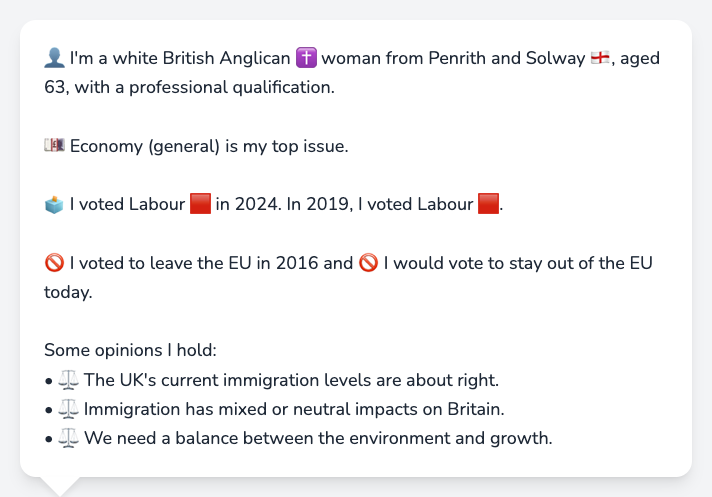 👤 I'm a white British Anglican ✝️ woman from Penrith and Solway 🏴󠁧󠁢󠁥󠁮󠁧󠁿, aged
63, with a professional qualification.
💷 Economy (general) is my top issue.
🗳️ I voted Labour 🟥 in 2024. In 2019, I voted Labour 🟥.
🚫 I voted to leave the EU in 2016 and 🚫 I would vote to stay out of the EU
today.
Some opinions I hold:
• ⚖️ The UK's current immigration levels are about right.
• ⚖️ Immigration has mixed or neutral impacts on Britain.
• ⚖️ We need a balance between the environment and growth.